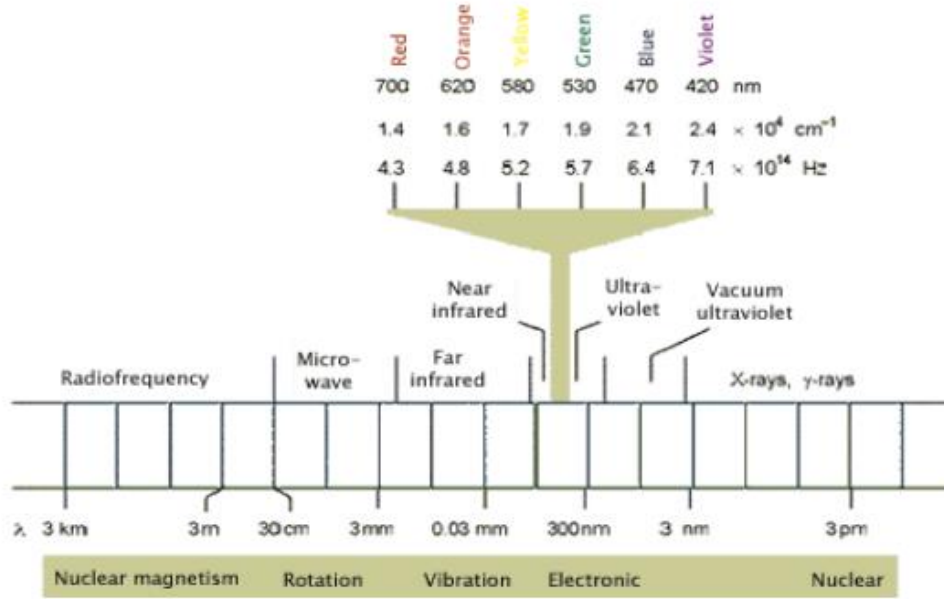 Red Orange Yellow Green Blue Violet
700 620 580 530 470 420 nm
1.4 1.6 1.7 1.9 2.1 2.4 × 10⁴ cm⁻¹
4.3 4.8 5.2 5.7 6.4 7.1 × 10¹⁴ Hz
Near infrared
Ultra-violet
Vacuum ultraviolet
Radiofrequency
Micro-wave
Far infrared
X-rays, γ-rays
λ 3 km 3m 30cm 3mm 0.03 mm 300nm 3 nm 3pm
Nuclear magnetism Rotation Vibration Electronic Nuclear